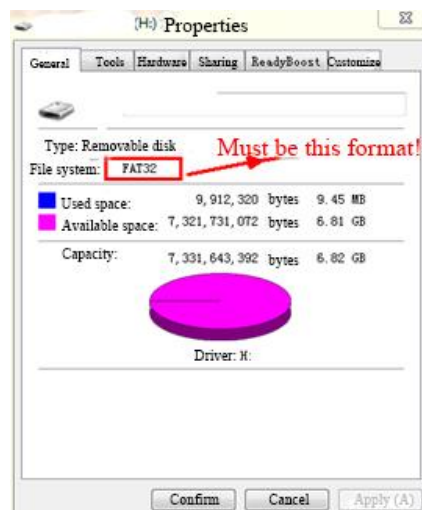 (H:) Properties
General Tools Hardware Sharing ReadyBoost Customize
Type: Removable disk
Must be this format!
File system: FAT32
Used space: 9,912,320 bytes 9.45 MB
Available space: 7,321,731,072 bytes 6.81 GB
Capacity: 7,331,643,392 bytes 6.82 GB
Driver: H:
Confirm Cancel Apply (A)